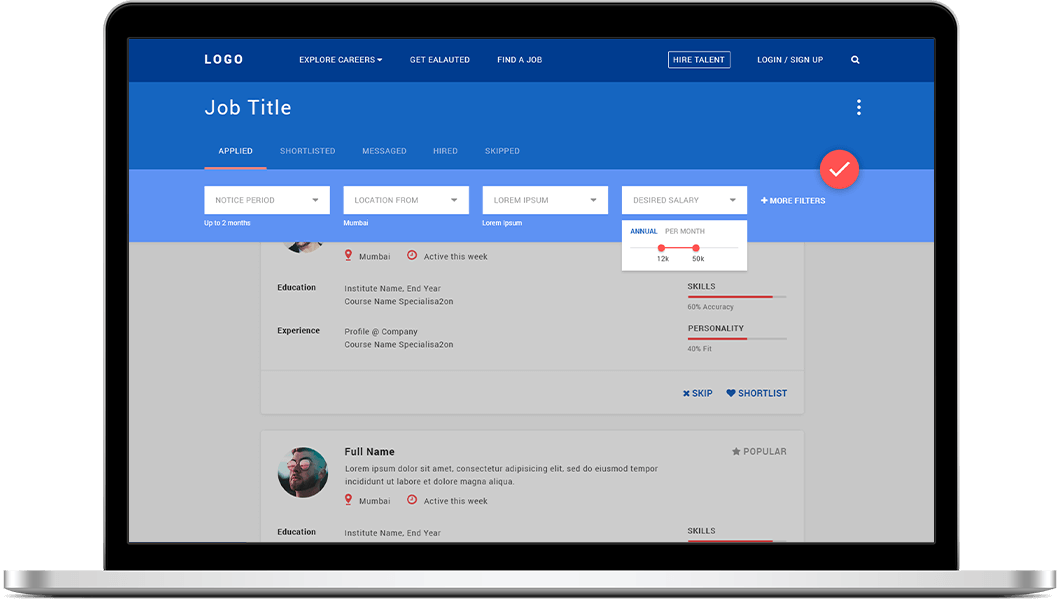 LOGO EXPLORE CAREERS GET EALAUTED FIND A JOB HIRE TALENT LOGIN / SIGN UP
Job Title
APPLIED SHORTLISTED MESSAGED HIRED SKIPPED
NOTICE PERIOD LOCATION FROM LOREM IPSUM DESIRED SALARY + MORE FILTERS
Up to 2 months Mumbai Lorem Ipsum
ANNUAL PER MONTH
12k 50k
Mumbai Active this week
Education Institute Name, End Year SKILLS
Course Name Specialisa2on
60% Accuracy
Experience Profile @ Company PERSONALITY
Course Name Specialisa2on
40% Fit
SKIP SHORTLIST
Full Name POPULAR
Lorem ipsum dolor sit amet, consectetur adipisicing elit, sed do eiusmod tempor
incididunt ut labore et dolore magna aliqua.
Mumbai Active this week
Education Institute Name, End Year SKILLS